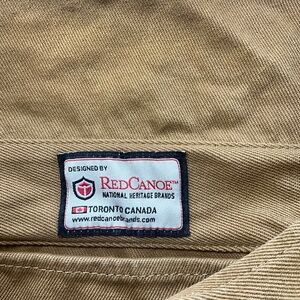 DESIGNED BY
REDCANOE™
NATIONAL HERITAGE BRANDS
TORONTO CANADA
www.redcanoebrands.com